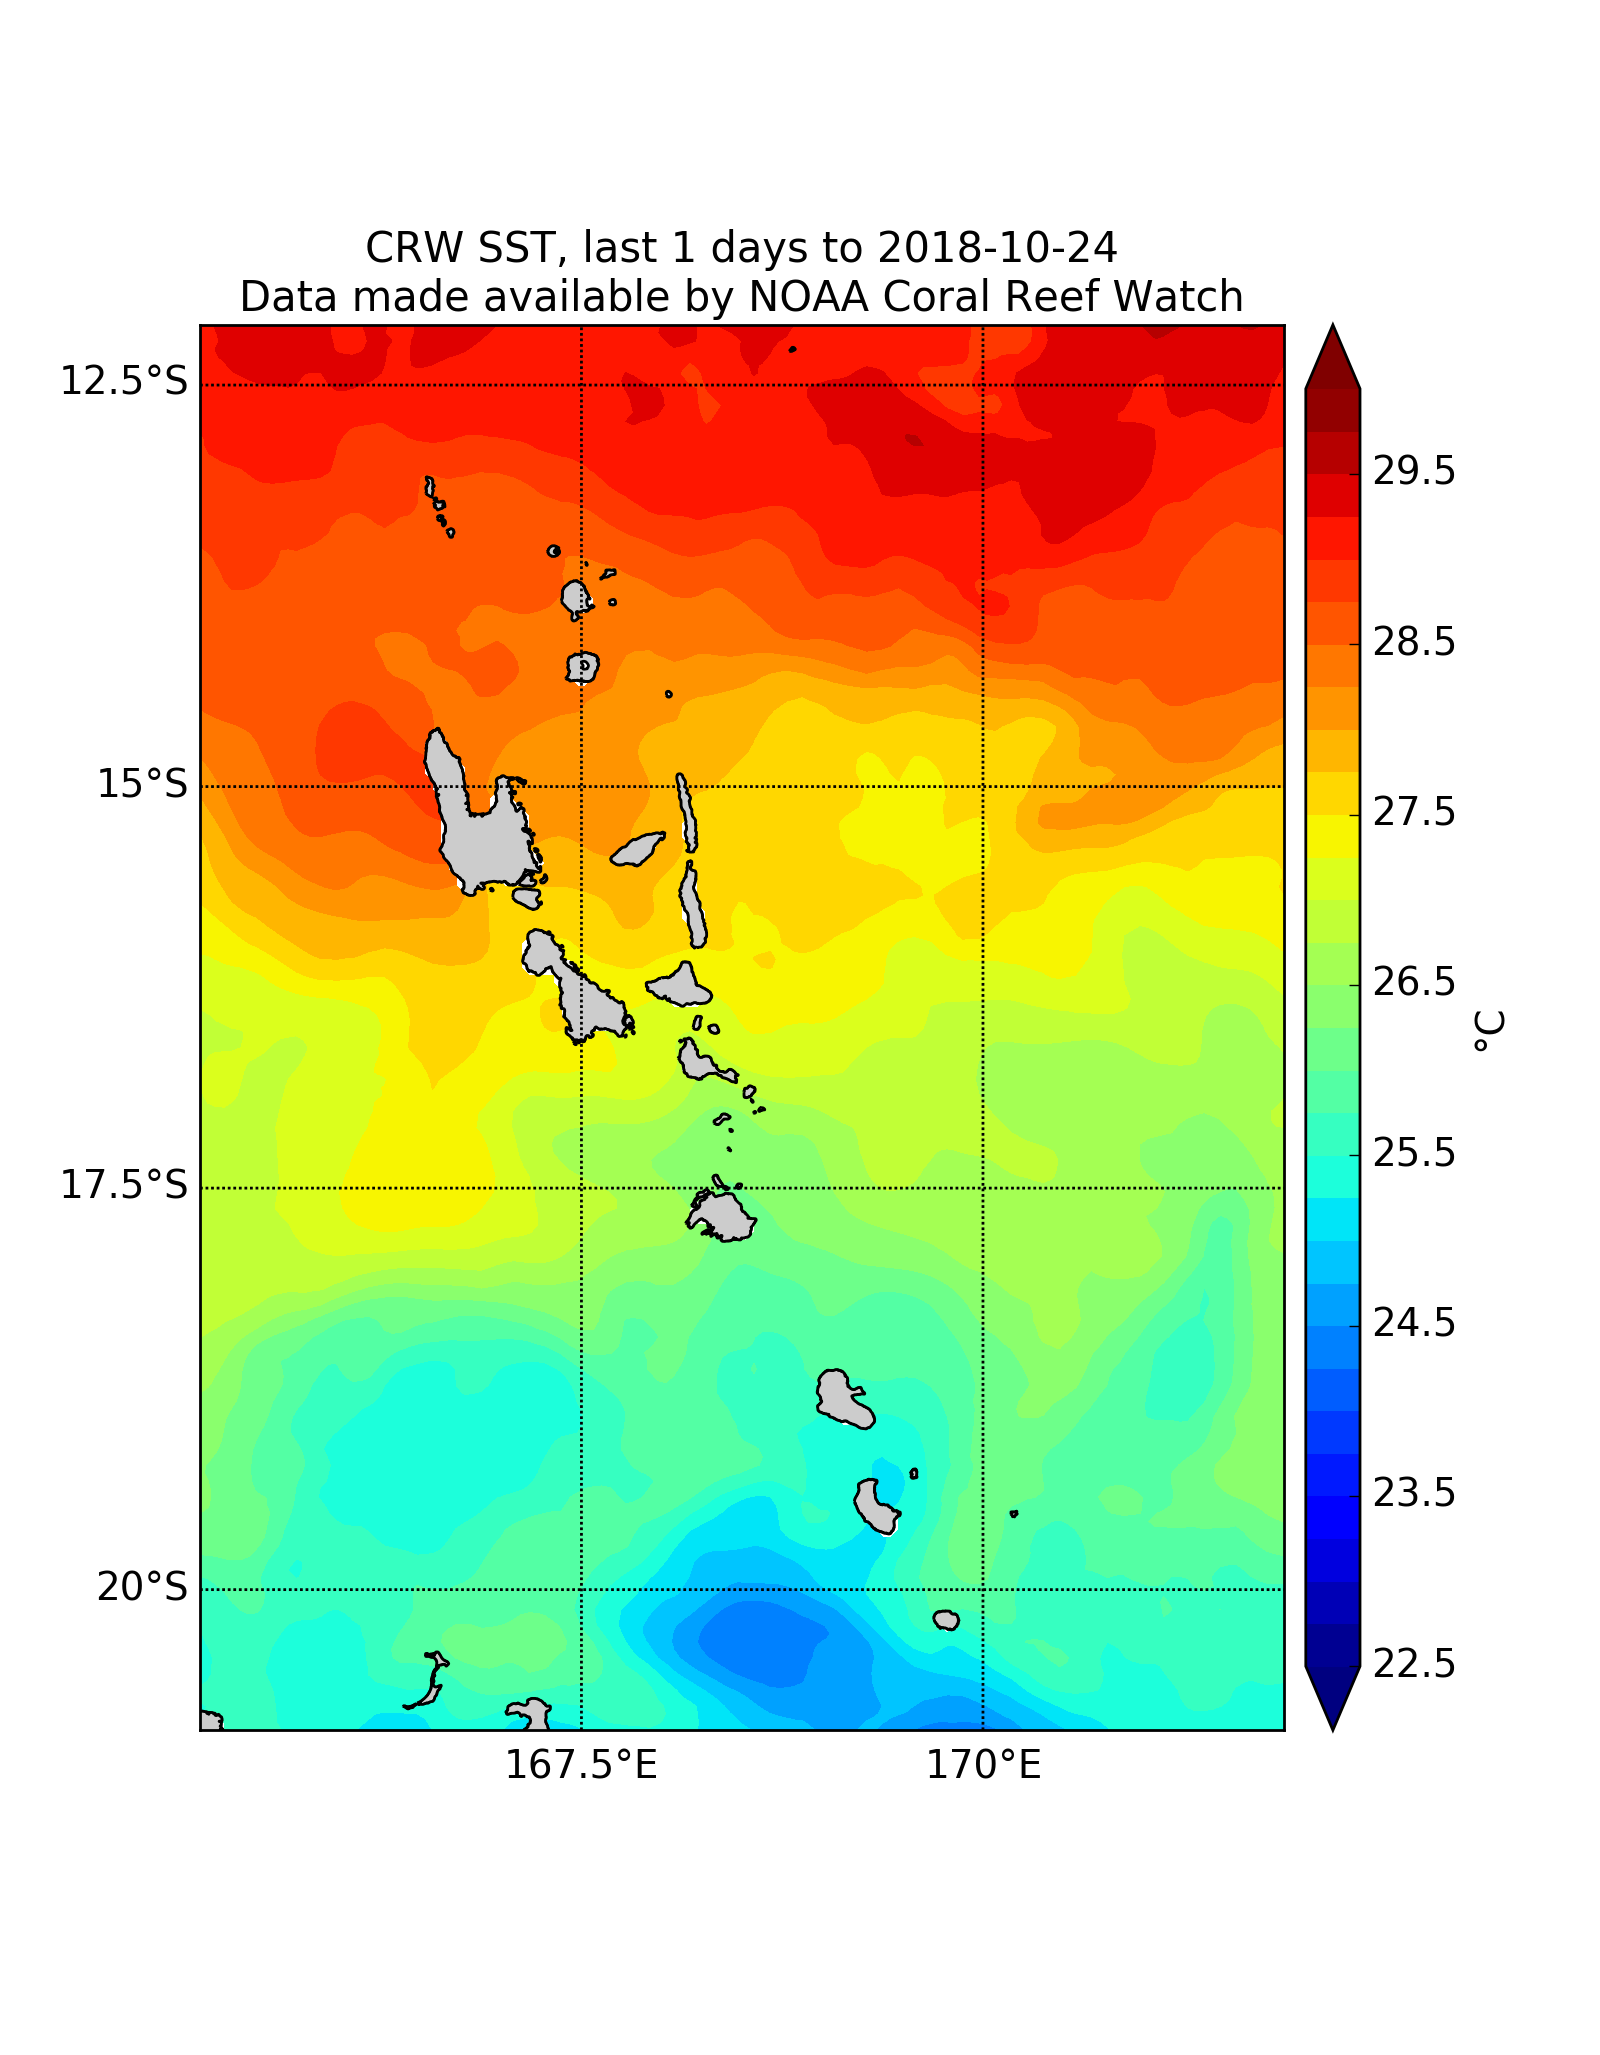 CRW SST, last 1 days to 2018-10-24
Data made available by NOAA Coral Reef Watch
12.5°S
15°S
17.5°S
20°S
167.5°E
170°E
29.5
28.5
27.5
26.5
25.5
24.5
23.5
22.5
°C